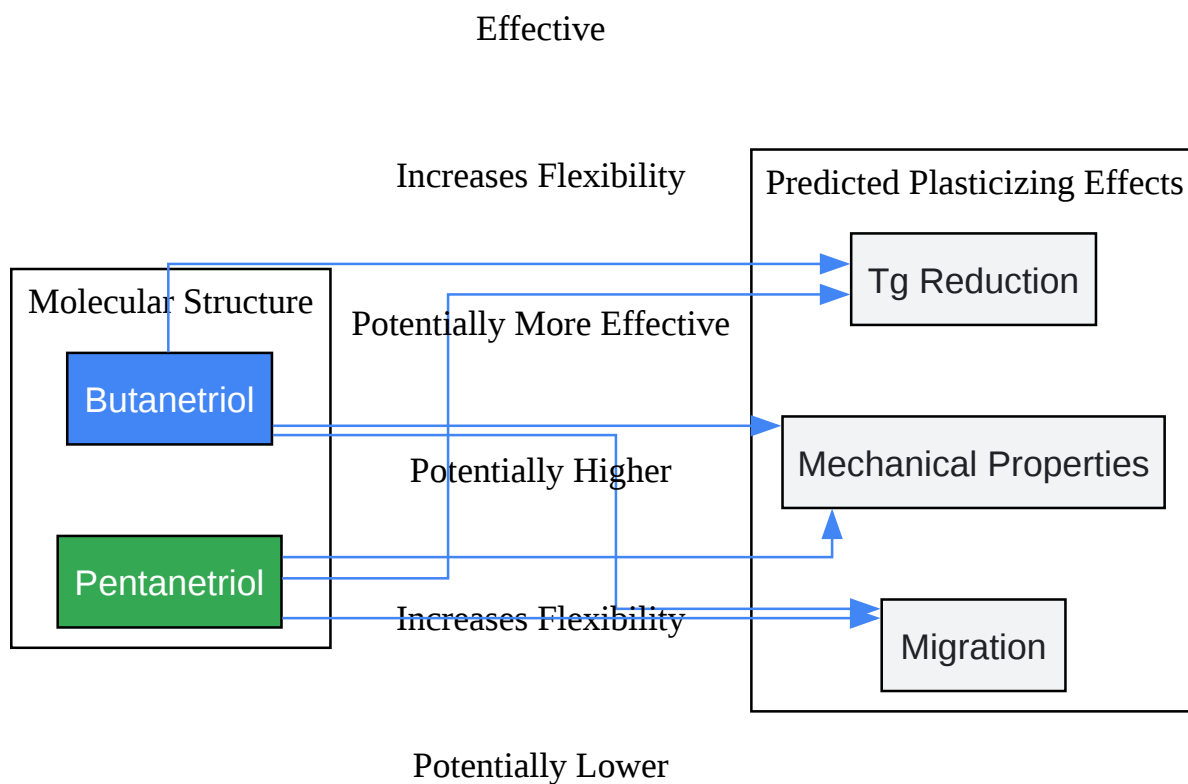 Effective
Increases Flexibility
Predicted Plasticizing Effects
Tg Reduction
Molecular Structure
Potentially More Effective
Butanetriol
Mechanical Properties
Potentially Higher
Pentanetriol
Increases Flexibility
Migration
Potentially Lower